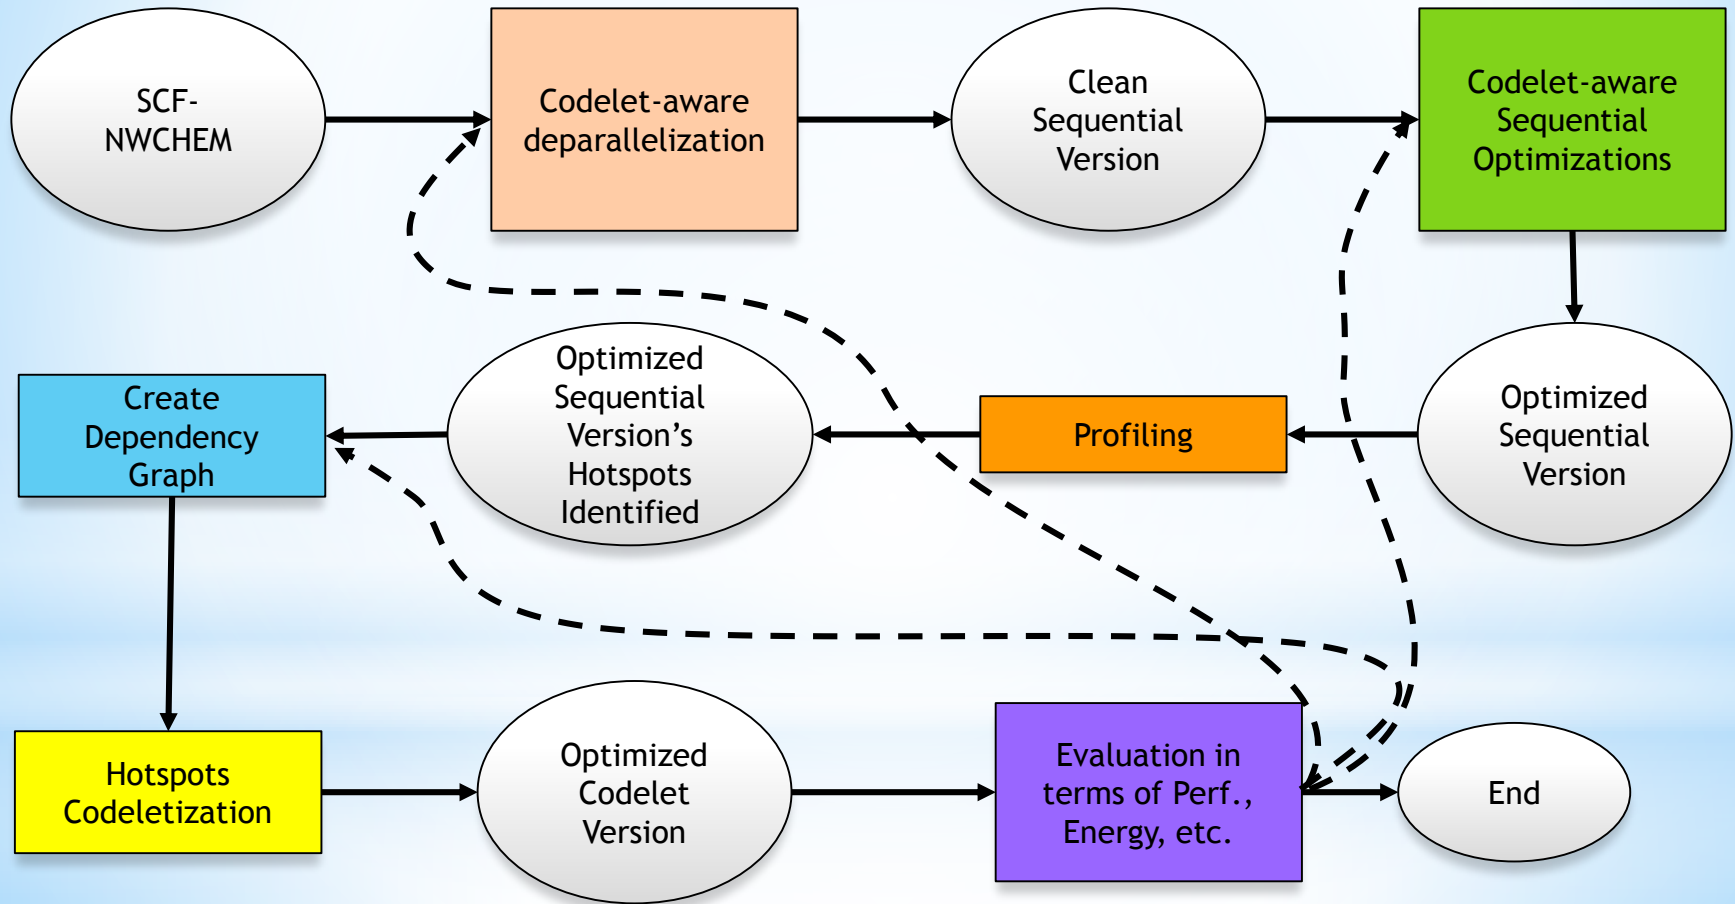 SCF-
NWCHEM
Codelet-aware
deparallelization
Clean
Sequential
Version
Codelet-aware
Sequential
Optimizations
Optimized
Sequential
Version
Profiling
Optimized
Sequential
Version’s
Hotspots
Identified
Create
Dependency
Graph
Hotspots
Codeletization
Optimized
Codelet
Version
Evaluation in
terms of Perf.,
Energy, etc.
End